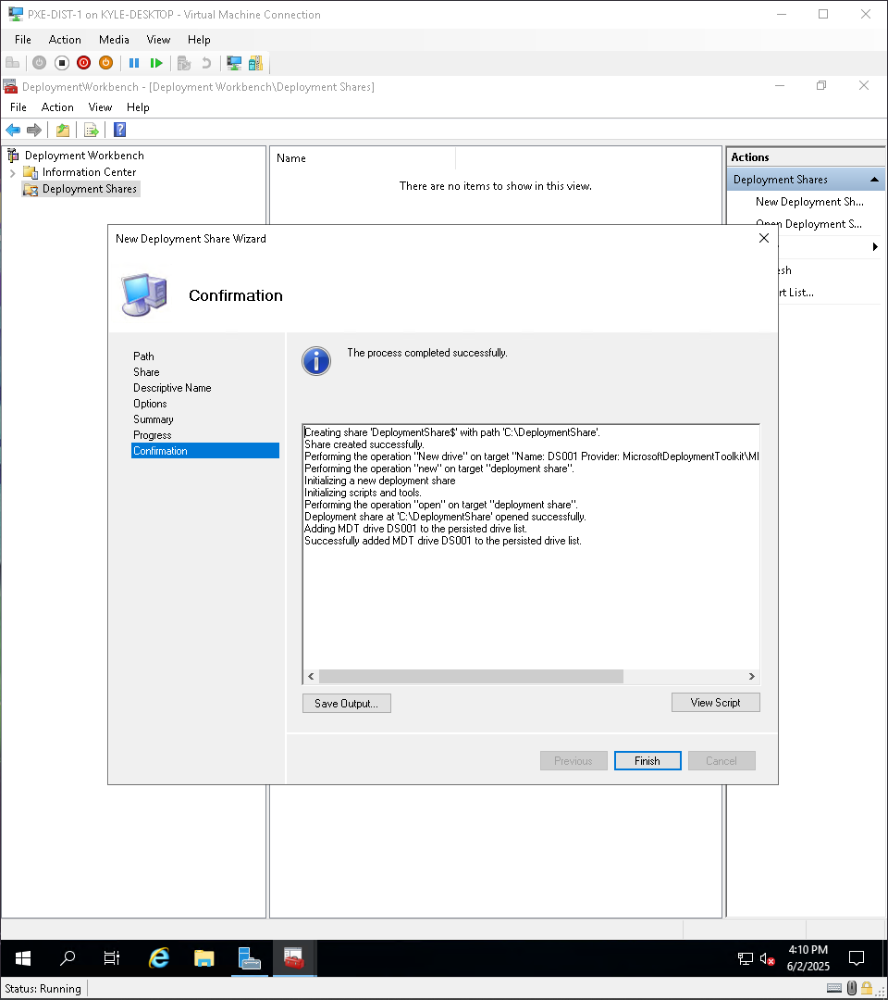 PXE-DIST-1 on KYLE-DESKTOP - Virtual Machine Connection
File Action Media View Help
DeploymentWorkbench - [Deployment Workbench\Deployment Shares]
File Action View Help
Deployment Workbench
Information Center
Deployment Shares
Name
There are no items to show in this view.
Actions
Deployment Shares
New Deployment Sh...
Open Deployment S...
esh
rt List...
New Deployment Share Wizard
Confirmation
Path
Share
Descriptive Name
Options
Summary
Progress
Confirmation
The process completed successfully.
Creating share 'DeploymentShare$' with path 'C:\DeploymentShare'.
Share created successfully.
Performing the operation "New drive" on target "Name: DS001 Provider: MicrosoftDeploymentToolkit\MI
Performing the operation "new" on target "deployment share".
Initializing a new deployment share
Initializing scripts and tools.
Performing the operation "open" on target "deployment share".
Deployment share at 'C:\DeploymentShare' opened successfully.
Adding MDT drive DS001 to the persisted drive list.
Successfully added MDT drive DS001 to the persisted drive list.
Save Output...
View Script
Previous
Finish
Cancel
4:10 PM
6/2/2025
Status: Running